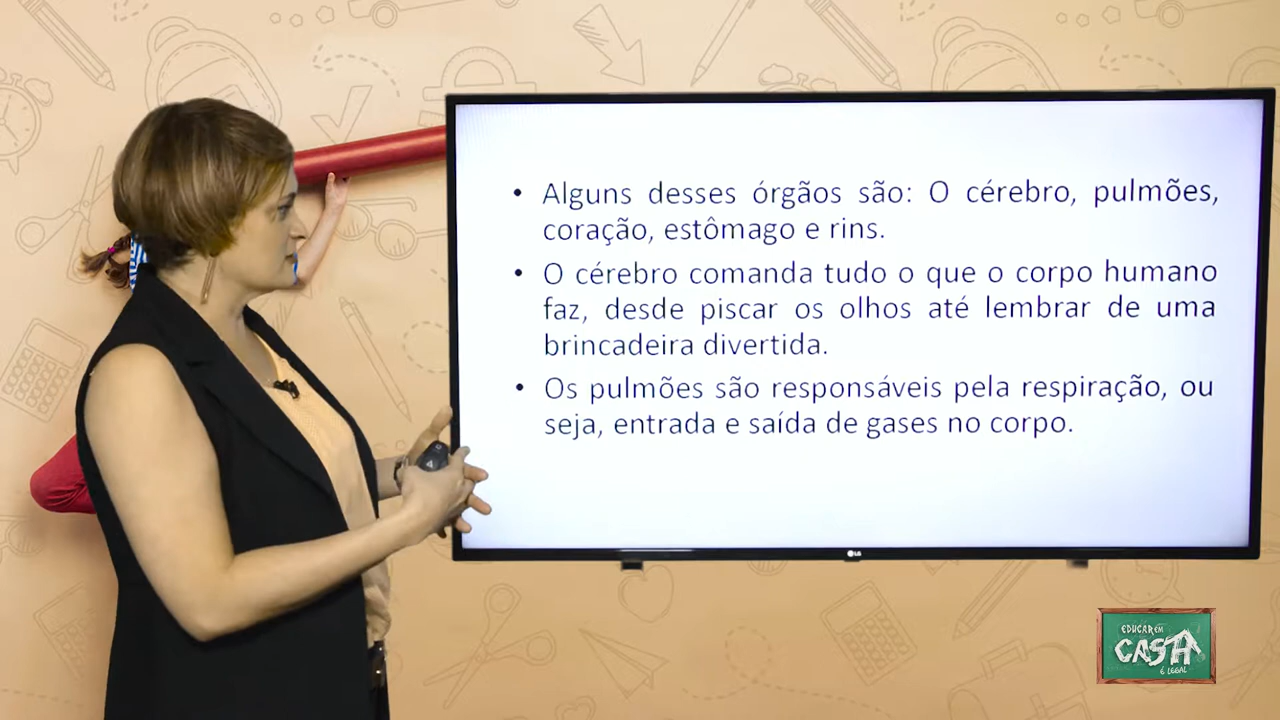 • Alguns desses órgãos são: O cérebro, pulmões,
coração, estômago e rins.
• O cérebro comanda tudo o que o corpo humano
faz, desde piscar os olhos até lembrar de uma
brincadeira divertida.
• Os pulmões são responsáveis pela respiração, ou
seja, entrada e saída de gases no corpo.
LG
EDUCAR EM
CASA
É LEGAL